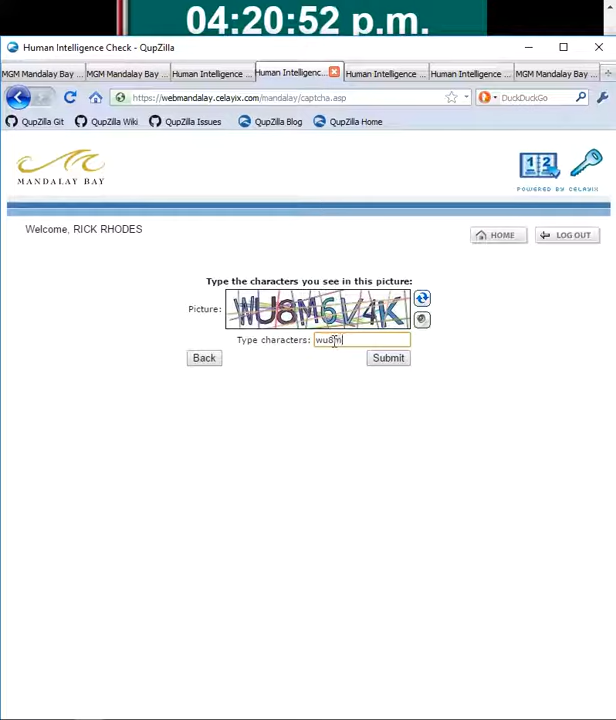 04:20:52 p.m.
Human Intelligence Check - QupZilla
MGM Mandalay Bay ... MGM Mandalay Bay ... Human Intelligence ... Human Intelligenc... Human Intelligence ... Human Intelligence ... MGM Mandalay Bay ...
https://webmandalay.celayix.com/mandalay/captcha.asp DuckDuckGo
QupZilla Git QupZilla Wiki QupZilla Issues QupZilla Blog QupZilla Home
MANDALAY BAY
12
POWERED BY CELAYIX
Welcome, RICK RHODES
HOME LOG OUT
Type the characters you see in this picture:
Picture: WU8M6V4K
Type characters: wu8m
Back Submit